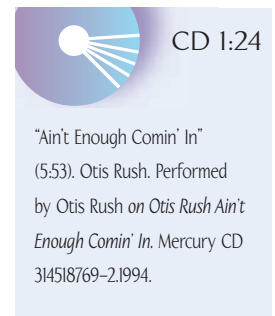 CD 1:24
“Ain’t Enough Comin’ In”
(5:53). Otis Rush. Performed
by Otis Rush on Otis Rush Ain’t
Enough Comin’ In. Mercury CD
314518769–2.1994.